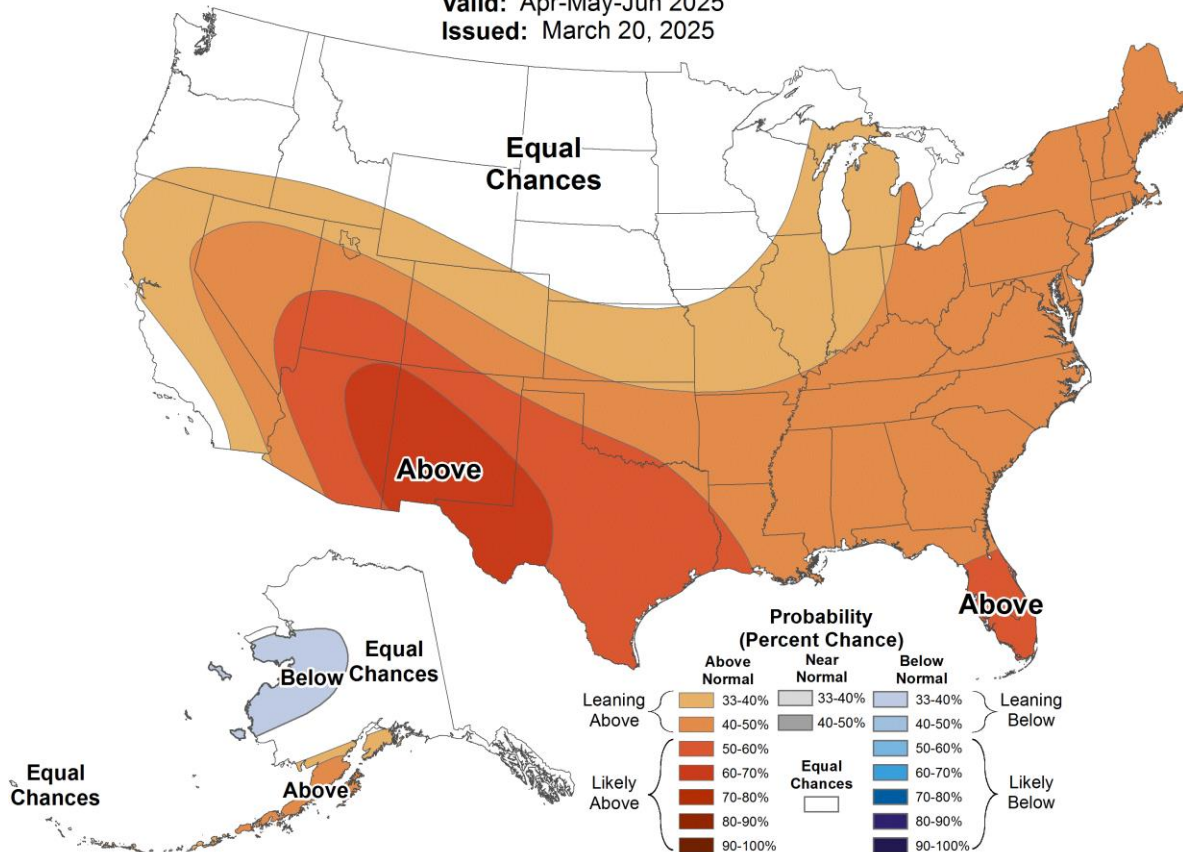 Valid: Apr-May-Jun 2025
Issued: March 20, 2025
Equal
Chances
Above
Above
Below
Equal
Chances
Above
Equal
Chances
Probability
(Percent Chance)
Above
Normal
Near
Normal
Below
Normal
Leaning
Above
33-40%
33-40%
33-40%
Leaning
Below
40-50%
40-50%
40-50%
50-60%
50-60%
Likely
Above
60-70%
Equal
Chances
60-70%
Likely
Below
70-80%
70-80%
80-90%
80-90%
90-100%
90-100%